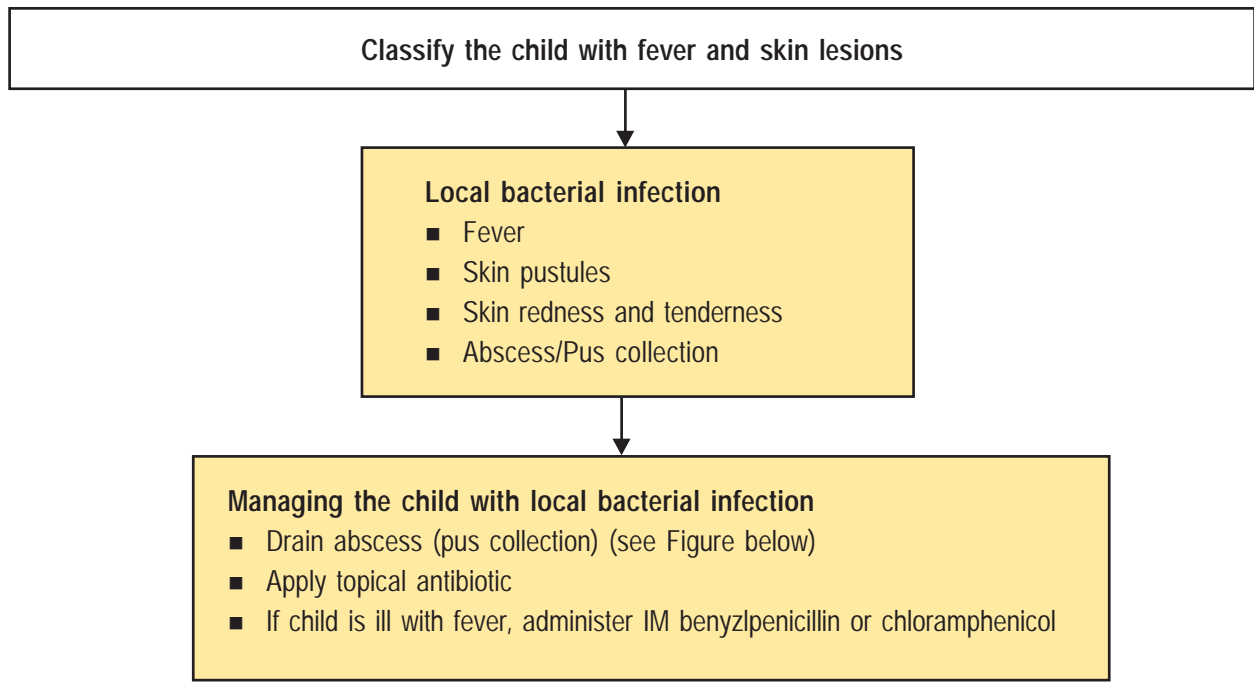 Classify the child with fever and skin lesions
Local bacterial infection
■ Fever
■ Skin pustules
■ Skin redness and tenderness
■ Abscess/Pus collection
Managing the child with local bacterial infection
■ Drain abscess (pus collection) (see Figure below)
■ Apply topical antibiotic
■ If child is ill with fever, administer IM benyzlpenicillin or chloramphenicol